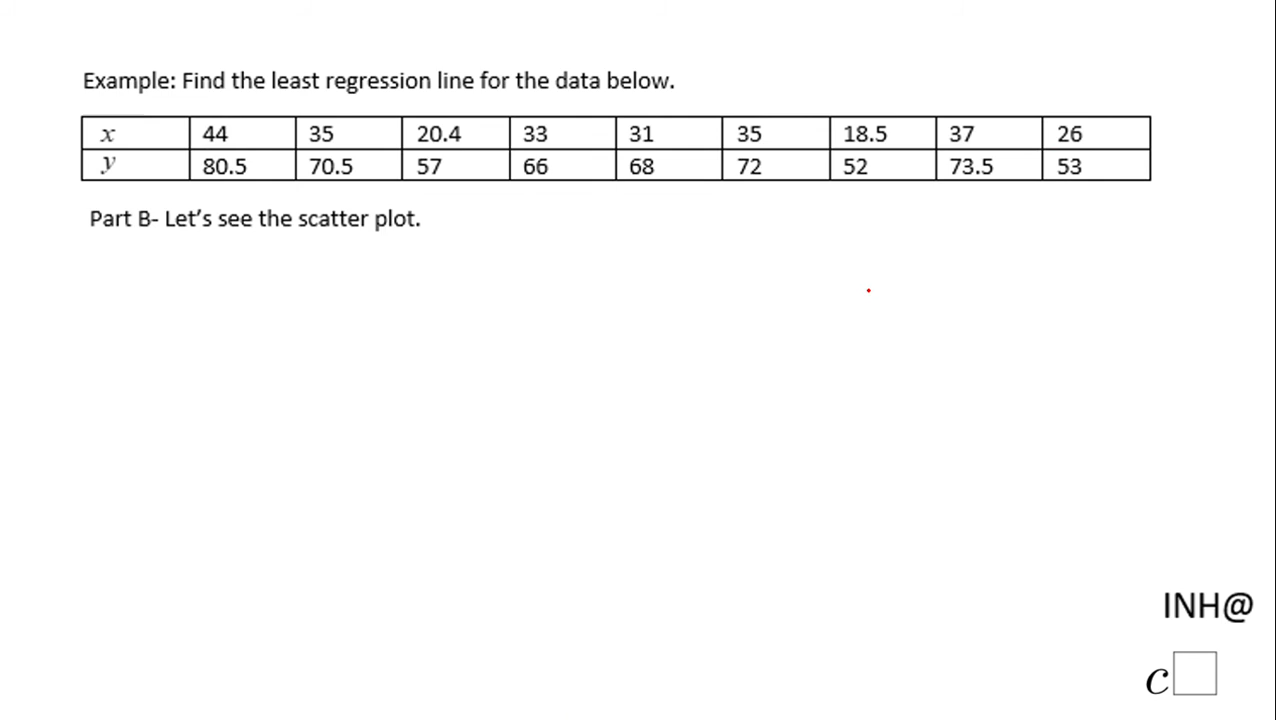 Example: Find the least regression line for the data below.
x 44 35 20.4 33 31 35 18.5 37 26
y 80.5 70.5 57 66 68 72 52 73.5 53
Part B- Let’s see the scatter plot.
INH@
c